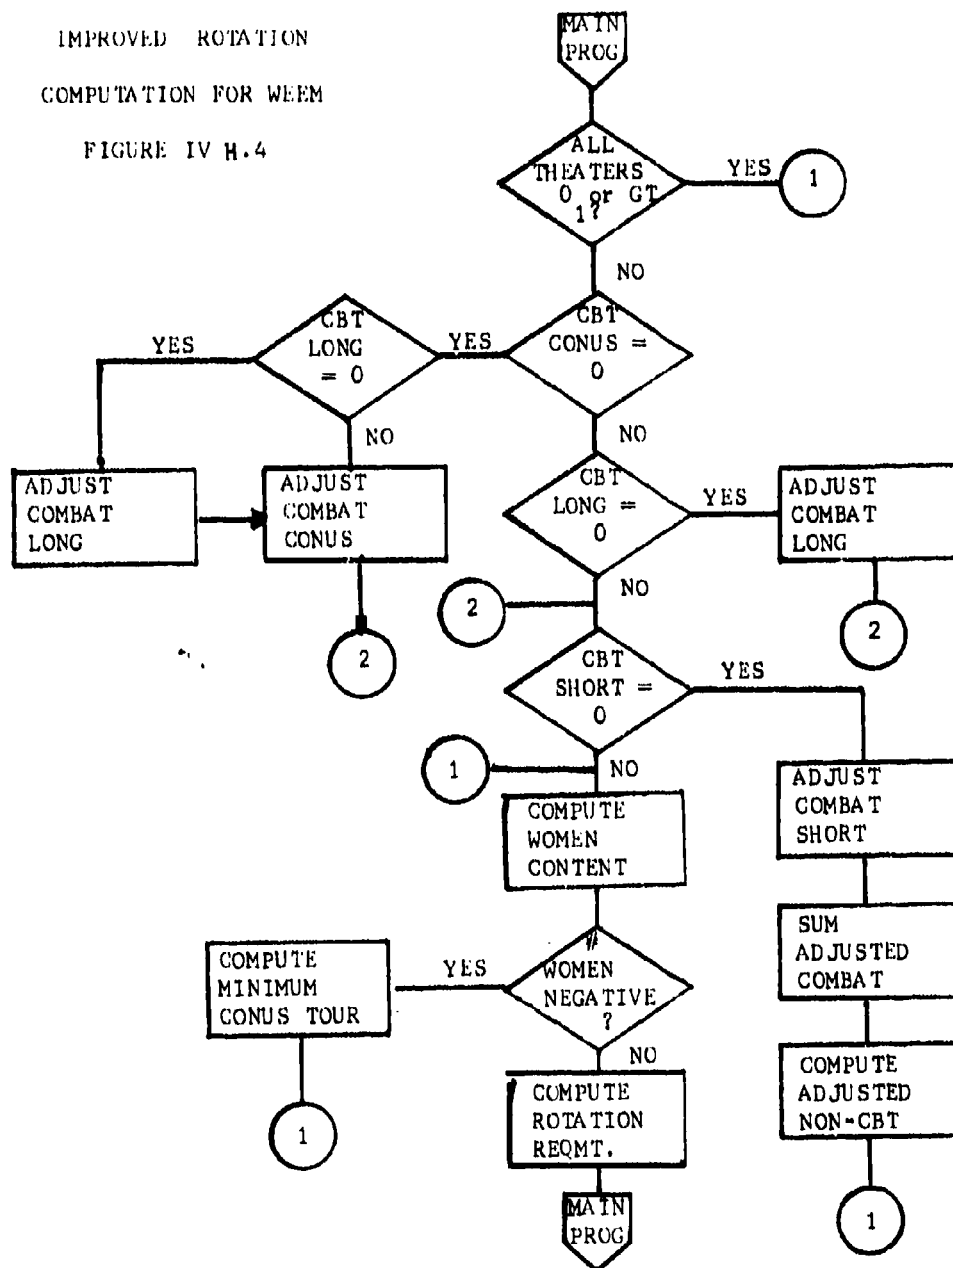 IMPROVED ROTATION
COMPUTATION FOR WEEM
FIGURE IV H.4
MAIN
PROG
ALL
THEATERS
0 or GT
1?
YES
1
NO
CBT
CONUS =
0
YES
CBT
LONG
= 0
YES
NO
NO
ADJUST
COMBAT
LONG
ADJUST
COMBAT
CONUS
2
CBT
LONG =
0
YES
ADJUST
COMBAT
LONG
2
NO
2
CBT
SHORT =
0
YES
NO
1
ADJUST
COMBAT
SHORT
COMPUTE
WOMEN
CONTENT
SUM
ADJUSTED
COMBAT
#
WOMEN
NEGATIVE
?
YES
COMPUTE
MINIMUM
CONUS TOUR
1
NO
COMPUTE
ADJUSTED
NON-CBT
1
COMPUTE
ROTATION
REQMT.
MAIN
PROG